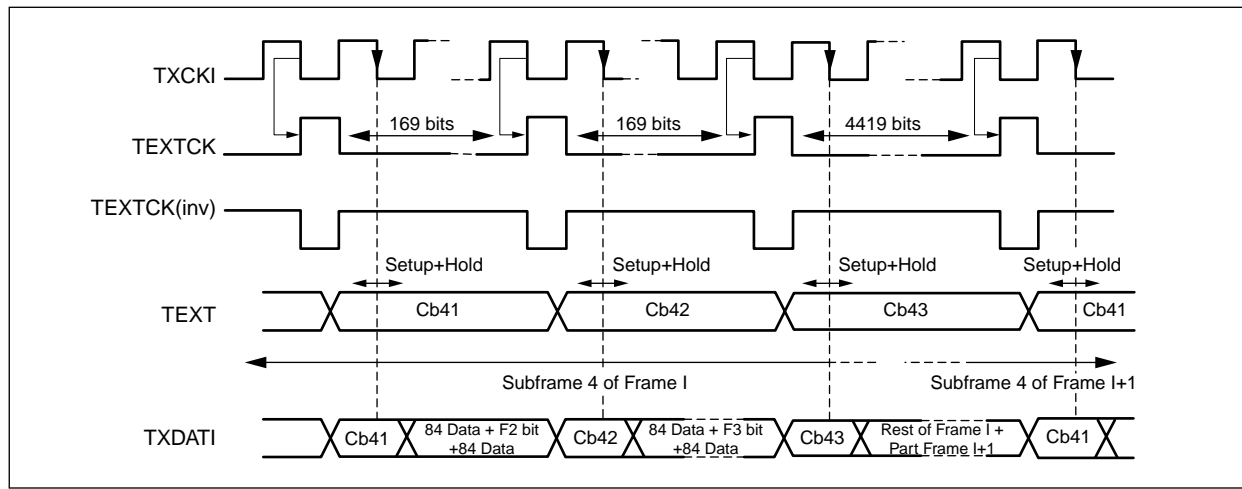 TXCKI
TEXTCK
169 bits
169 bits
4419 bits
TEXTCK(inv)
Setup+Hold
Setup+Hold
Setup+Hold
Setup+Hold
TEXT
Cb41
Cb42
Cb43
Cb41
Subframe 4 of Frame I
Subframe 4 of Frame I+1
TXDATI
Cb41
84 Data + F2 bit
+84 Data
Cb42
84 Data + F3 bit
+84 Data
Cb43
Rest of Frame I +
Part Frame I+1
Cb41